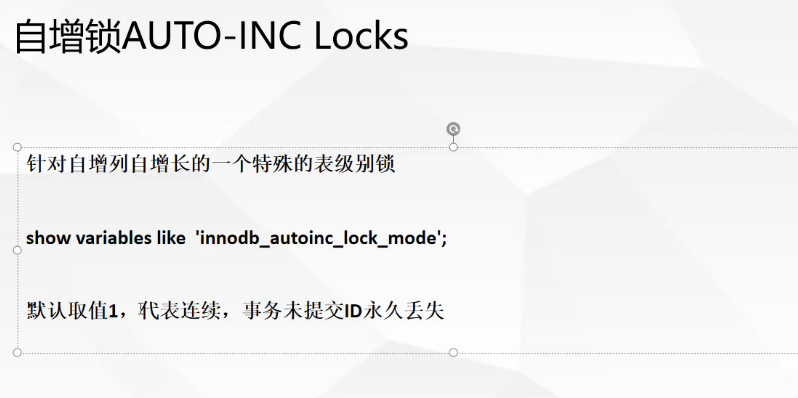 自增锁AUTO-INC Locks
针对自增列自增长的一个特殊的表级别锁
show variables like 'innodb_autoinc_lock_mode';
默认取值1，代表连续，事务未提交ID永久丢失